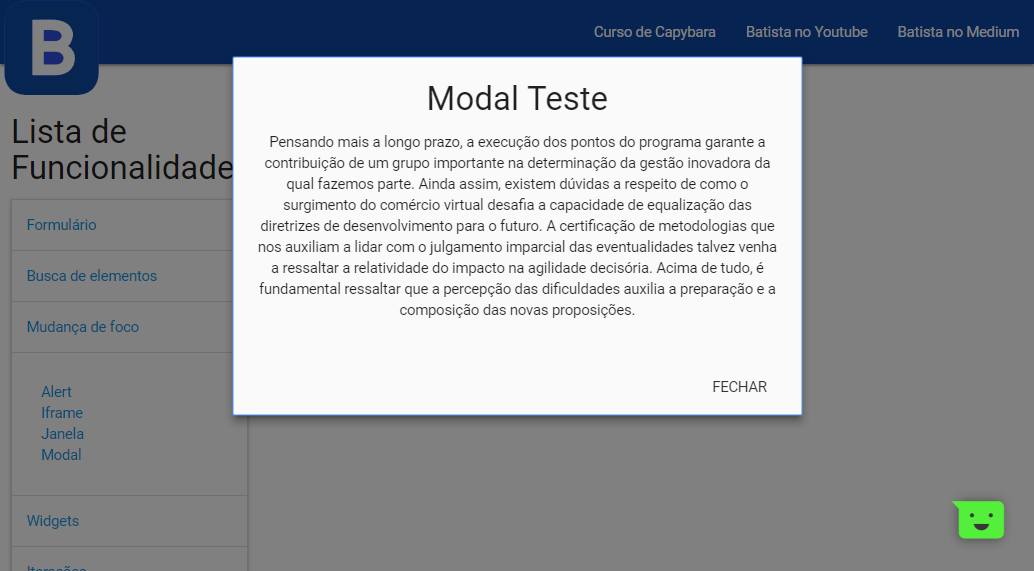 B
Curso de Capybara
Batista no Youtube
Batista no Medium
Lista de
Funcionalidade
Formulário
Busca de elementos
Mudança de foco
Alert
Iframe
Janela
Modal
Widgets
Iterações
Modal Teste
Pensando mais a longo prazo, a execução dos pontos do programa garante a
contribuição de um grupo importante na determinação da gestão inovadora da
qual fazemos parte. Ainda assim, existem dúvidas a respeito de como o
surgimento do comércio virtual desafia a capacidade de equalização das
diretrizes de desenvolvimento para o futuro. A certificação de metodologias que
nos auxiliam a lidar com o julgamento imparcial das eventualidades talvez venha
a ressaltar a relatividade do impacto na agilidade decisória. Acima de tudo, é
fundamental ressaltar que a percepção das dificuldades auxilia a preparação e a
composição das novas proposições.
FECHAR